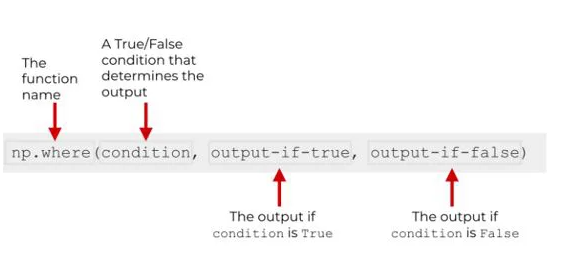 The
function
name
A True/False
condition that
determines the
output
np.where(condition, output-if-true, output-if-false)
The output if
condition is True
The output if
condition is False